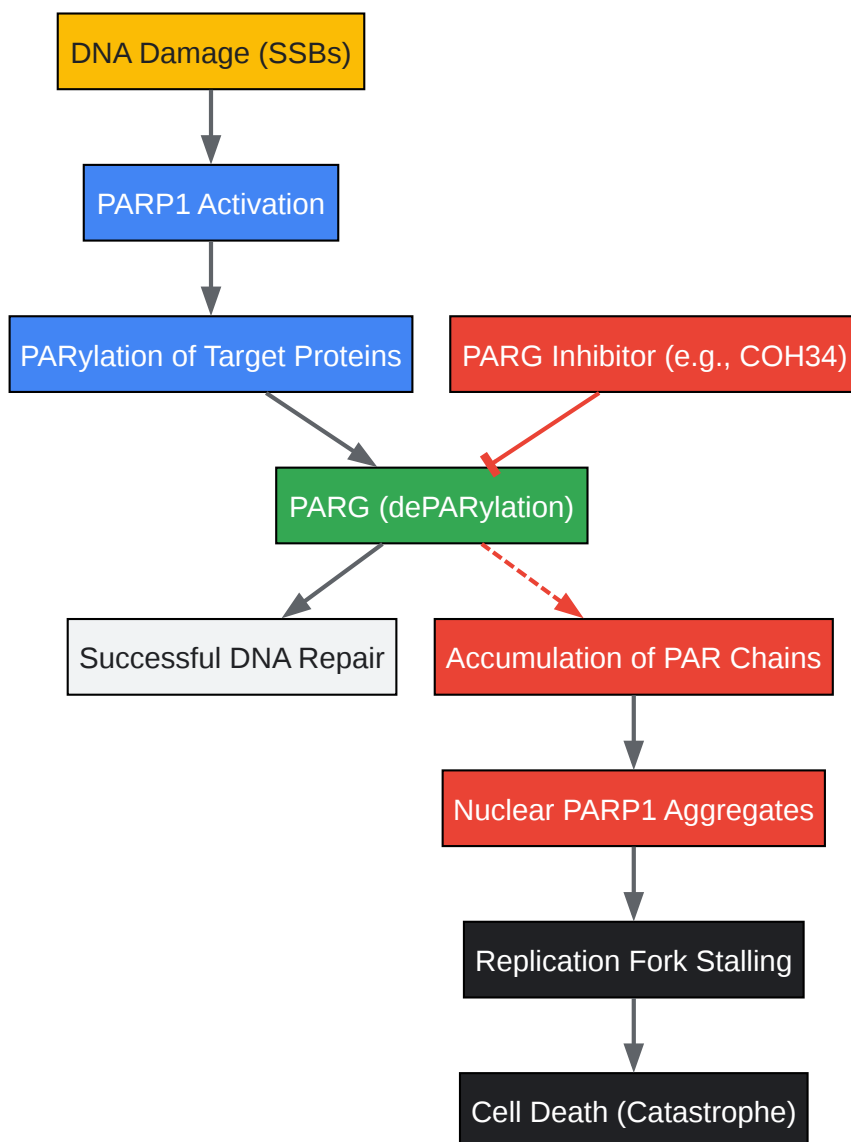 DNA Damage (SSBs)
PARP1 Activation
PARylation of Target Proteins
PARG Inhibitor (e.g., COH34)
PARG (dePARylation)
Successful DNA Repair
Accumulation of PAR Chains
Nuclear PARP1 Aggregates
Replication Fork Stalling
Cell Death (Catastrophe)